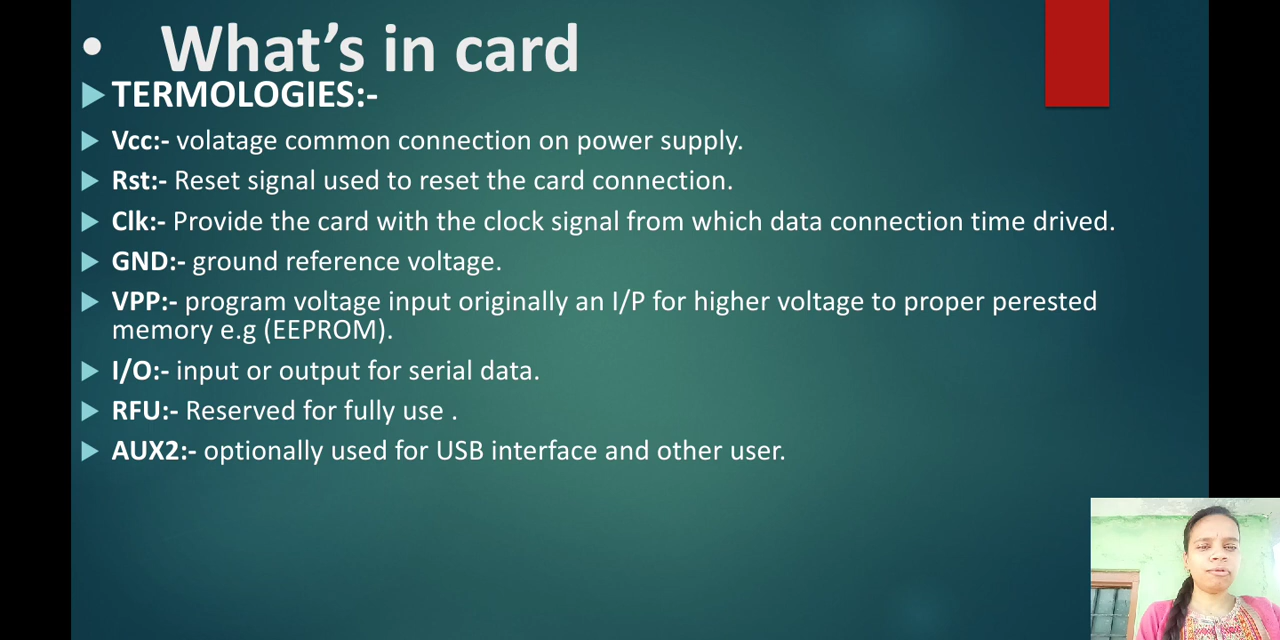 • What's in card
TERMOLOGIES:-
Vcc:- volatage common connection on power supply.
Rst:- Reset signal used to reset the card connection.
Clk:- Provide the card with the clock signal from which data connection time drived.
GND:- ground reference voltage.
VPP:- program voltage input originally an I/P for higher voltage to proper perested
memory e.g (EEPROM).
I/O:- input or output for serial data.
RFU:- Reserved for fully use .
AUX2:- optionally used for USB interface and other user.